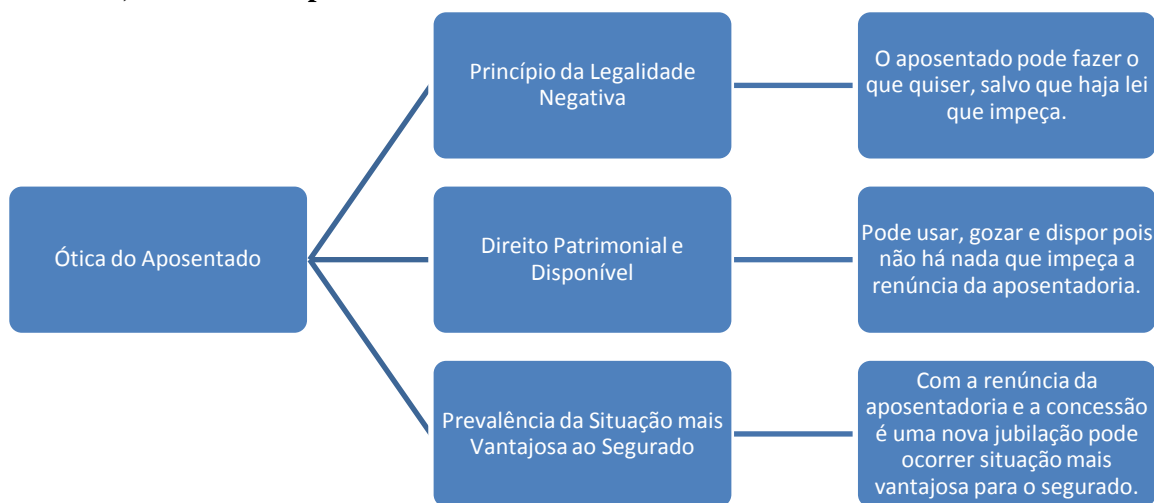 Ótica do Aposentado
Princípio da Legalidade
Negativa
O aposentado pode fazer o
que quiser, salvo que haja lei
que impeça.
Direito Patrimonial e
Disponível
Pode usar, gozar e dispor pois
não há nada que impeça a
renúncia da aposentadoria.
Prevalência da Situação mais
Vantajosa ao Segurado
Com a renúncia da
aposentadoria e a concessão
é uma nova jubilação pode
ocorrer situação mais
vantajosa para o segurado.